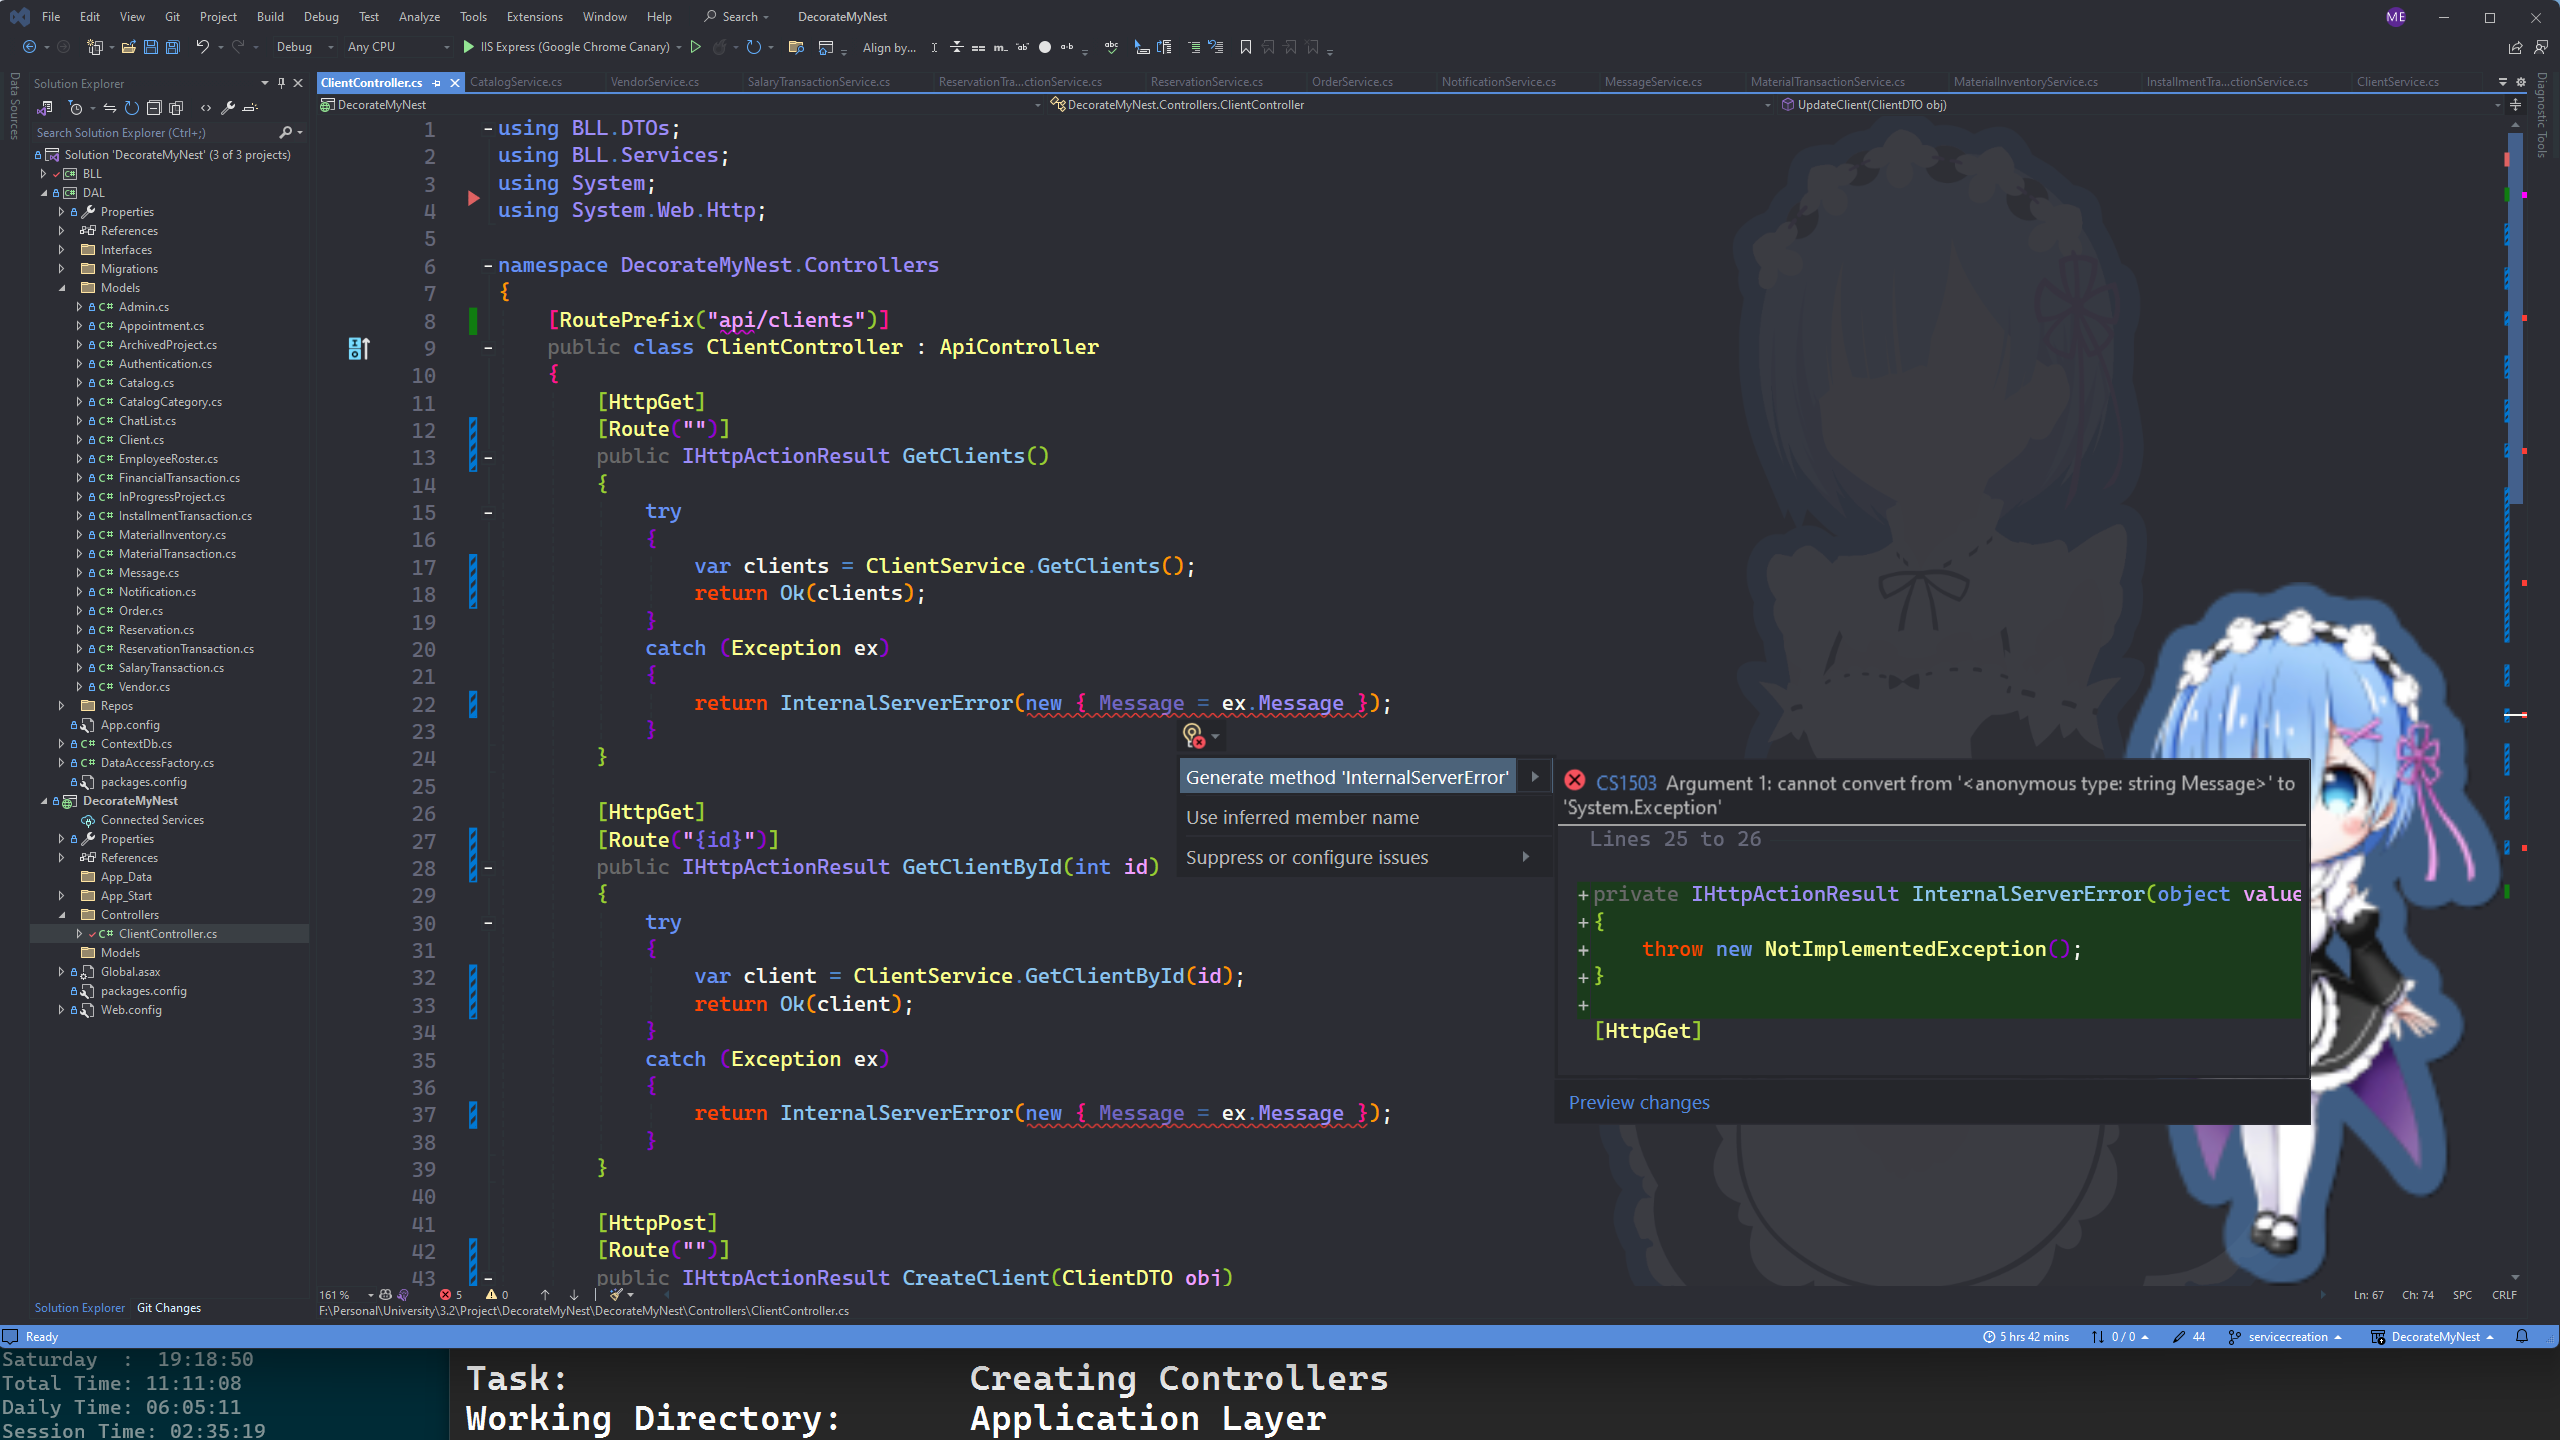 File Edit View Git Project Build Debug Test Analyze Tools Extensions Window Help Search DecorateMyNest ME
Debug Any CPU IIS Express (Google Chrome Canary) Align by...
Data Sources
Solution Explorer
Search Solution Explorer (Ctrl+;)
Solution 'DecorateMyNest' (3 of 3 projects)
BLL
DAL
Properties
References
Interfaces
Migrations
Models
C# Admin.cs
C# Appointment.cs
C# ArchivedProject.cs
C# Authentication.cs
C# Catalog.cs
C# CatalogCategory.cs
C# ChatList.cs
C# Client.cs
C# EmployeeRoster.cs
C# FinancialTransaction.cs
C# InProgressProject.cs
C# InstallmentTransaction.cs
C# MaterialInventory.cs
C# MaterialTransaction.cs
C# Message.cs
C# Notification.cs
C# Order.cs
C# Reservation.cs
C# ReservationTransaction.cs
C# SalaryTransaction.cs
C# Vendor.cs
Repos
App.config
C# ContextDb.cs
C# DataAccessFactory.cs
packages.config
DecorateMyNest
Connected Services
Properties
References
App_Data
App_Start
Controllers
C# ClientController.cs
Models
Global.asax
packages.config
Web.config
Solution Explorer Git Changes
ClientController.cs CatalogService.cs VendorService.cs SalaryTransactionService.cs ReservationTra...ctionService.cs ReservationService.cs OrderService.cs NotificationService.cs MessageService.cs MaterialTransactionService.cs MaterialInventoryService.cs InstallmentTra...ctionService.cs ClientService.cs
DecorateMyNest DecorateMyNest.Controllers.ClientController UpdateClient(ClientDTO obj)
Diagnostic Tools
1 using BLL.DTOs;
2 using BLL.Services;
3 using System;
4 using System.Web.Http;
5
6 namespace DecorateMyNest.Controllers
7 {
8 [RoutePrefix("api/clients")]
9 public class ClientController : ApiController
10 {
11 [HttpGet]
12 [Route("")]
13 public IHttpActionResult GetClients()
14 {
15 try
16 {
17 var clients = ClientService.GetClients();
18 return Ok(clients);
19 }
20 catch (Exception ex)
21 {
22 return InternalServerError(new { Message = ex.Message });
23 }
24 }
25
26 [HttpGet]
27 [Route("{id}")]
28 public IHttpActionResult GetClientById(int id)
29 {
30 try
31 {
32 var client = ClientService.GetClientById(id);
33 return Ok(client);
34 }
35 catch (Exception ex)
36 {
37 return InternalServerError(new { Message = ex.Message });
38 }
39 }
40
41 [HttpPost]
42 [Route("")]
43 public IHttpActionResult CreateClient(ClientDTO obj)
Generate method 'InternalServerError'
Use inferred member name
Suppress or configure issues
CS1503 Argument 1: cannot convert from '<anonymous type: string Message>' to
'System.Exception'
Lines 25 to 26
+private IHttpActionResult InternalServerError(object value
+{
+ throw new NotImplementedException();
+}
+
[HttpGet]
Preview changes
161 % 5 0 Ln: 67 Ch: 74 SPC CRLF
F:\Personal\University\3.2\Project\DecorateMyNest\DecorateMyNest\Controllers\ClientController.cs
Ready 5 hrs 42 mins 0 / 0 44 servicecreation DecorateMyNest
Saturday : 19:18:50
Total Time: 11:11:08
Daily Time: 06:05:11
Session Time: 02:35:19
Task: Creating Controllers
Working Directory: Application Layer